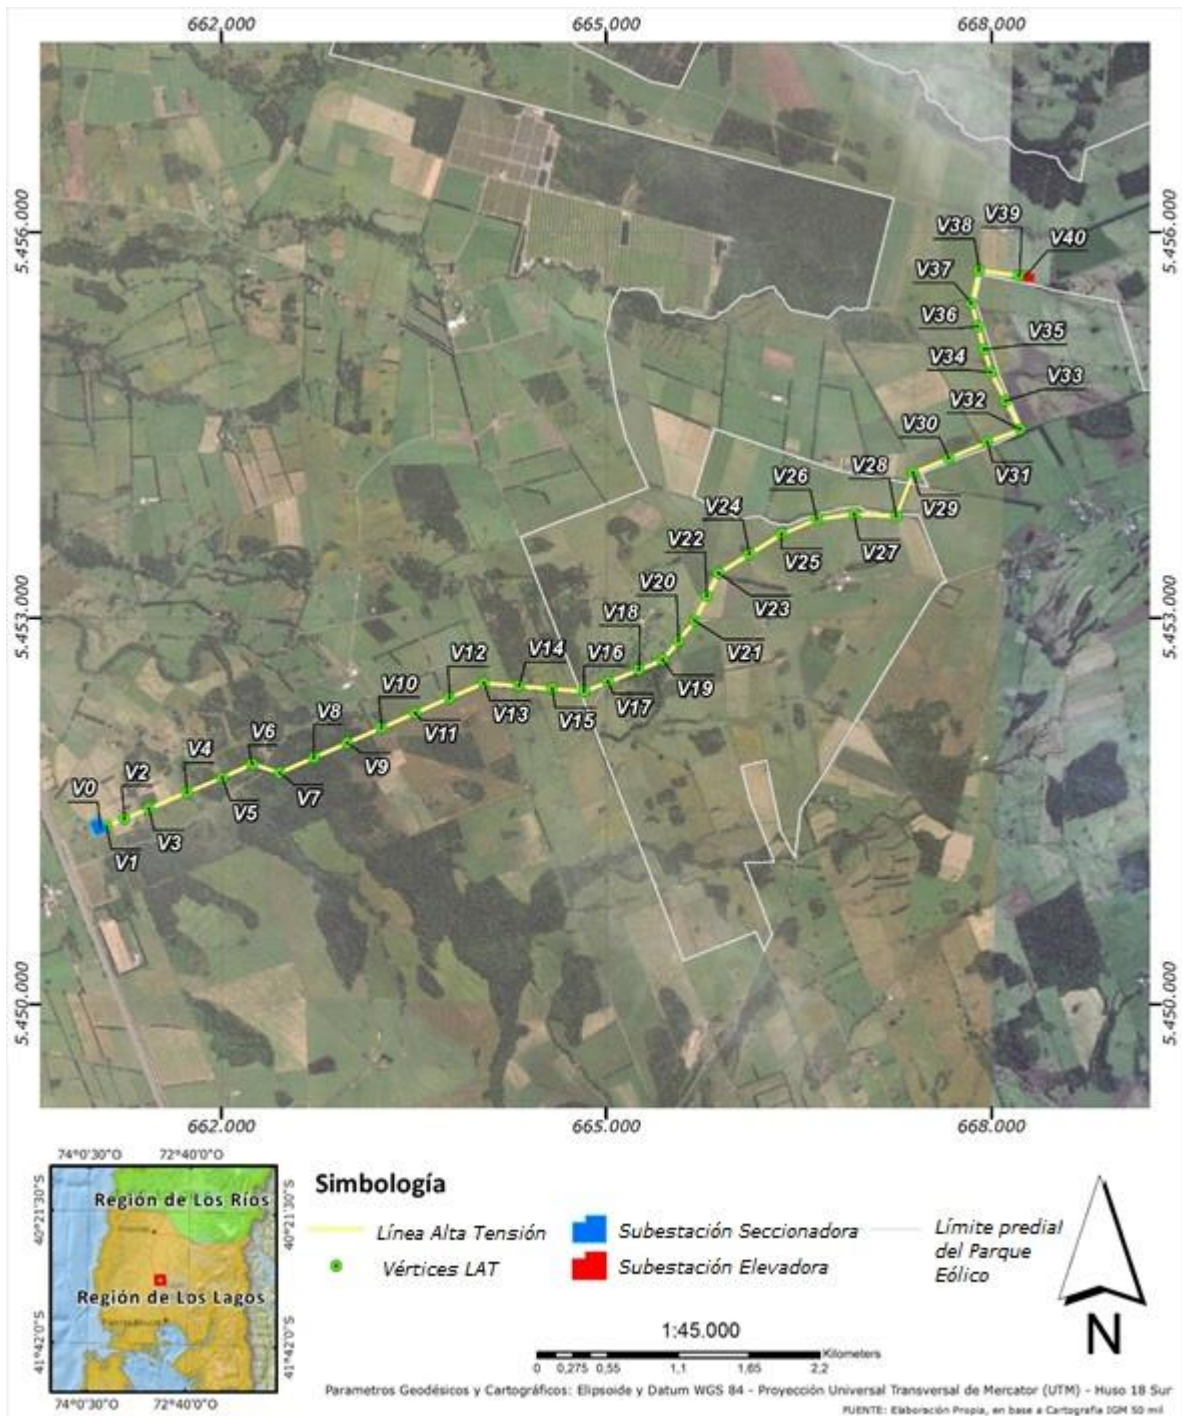 662.000
665.000
668.000
5.456.000
5.456.000
V39
V38
V40
V37
V36
V35
V34
V33
V32
V30
V31
V28
V26
V29
V24
V27
V25
V22
V23
5.453.000
5.453.000
V20
V18
V21
V16
V14
V12
V19
V17
V15
V13
V10
V11
V8
V6
V9
V4
V7
V2
V0
V5
V3
V1
5.450.000
5.450.000
662.000
665.000
668.000
74°0'30"O
72°40'0"O
40°21'30"S
40°21'30"S
Región de Los Ríos
Región de Los Lagos
41°42'0"S
41°42'0"S
74°0'30"O
72°40'0"O
Simbología
Línea Alta Tensión
Vértices LAT
Subestación Seccionadora
Subestación Elevadora
Límite predial
del Parque
Eólico
N
1:45.000
Kilometers
0 0,275 0,55 1,1 1,65 2,2
Parametros Geodésicos y Cartográficos: Elipsoide y Datum WGS 84 - Proyección Universal Transversal de Mercator (UTM) - Huso 18 Sur
FUENTE: Elaboración Propia, en base a Cartografía IGM 50 mil